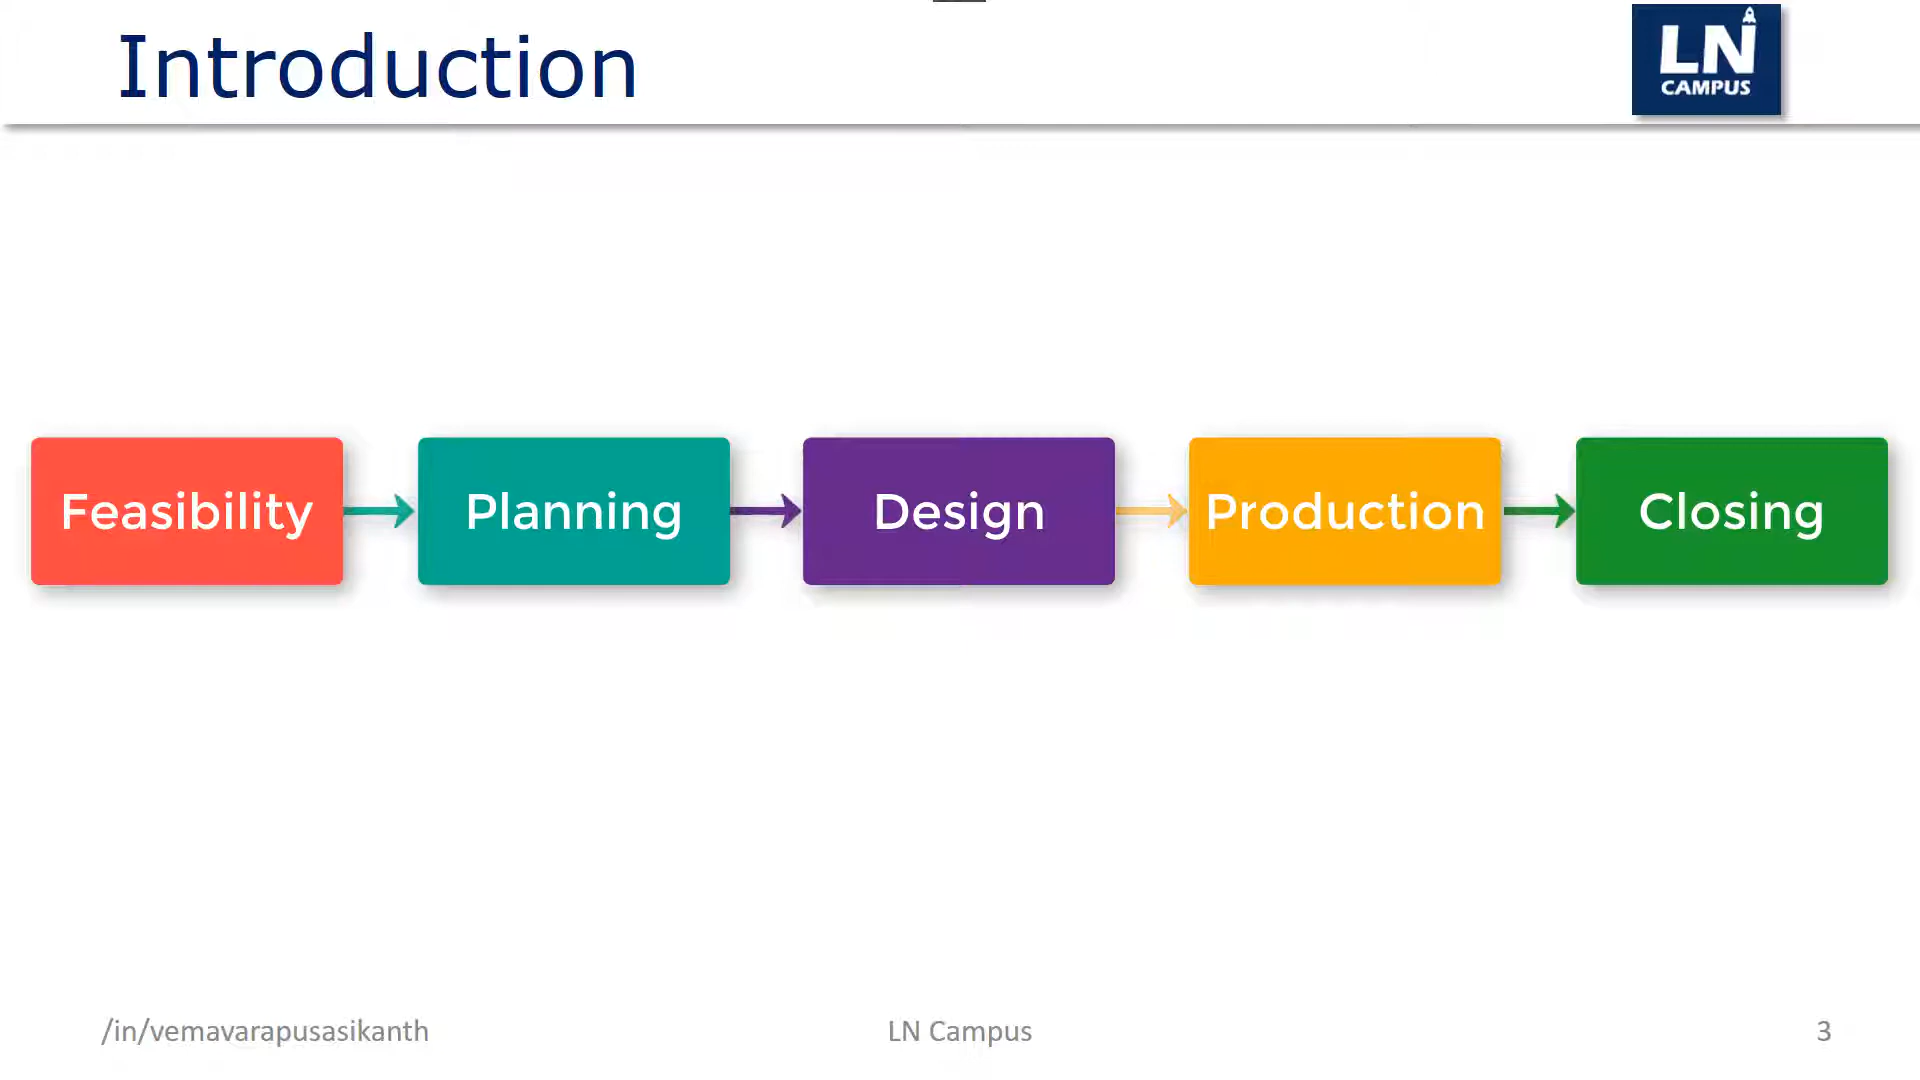 Introduction
LN
CAMPUS
Feasibility
Planning
Design
Production
Closing
/in/vemavarapusasikanth
LN Campus
3